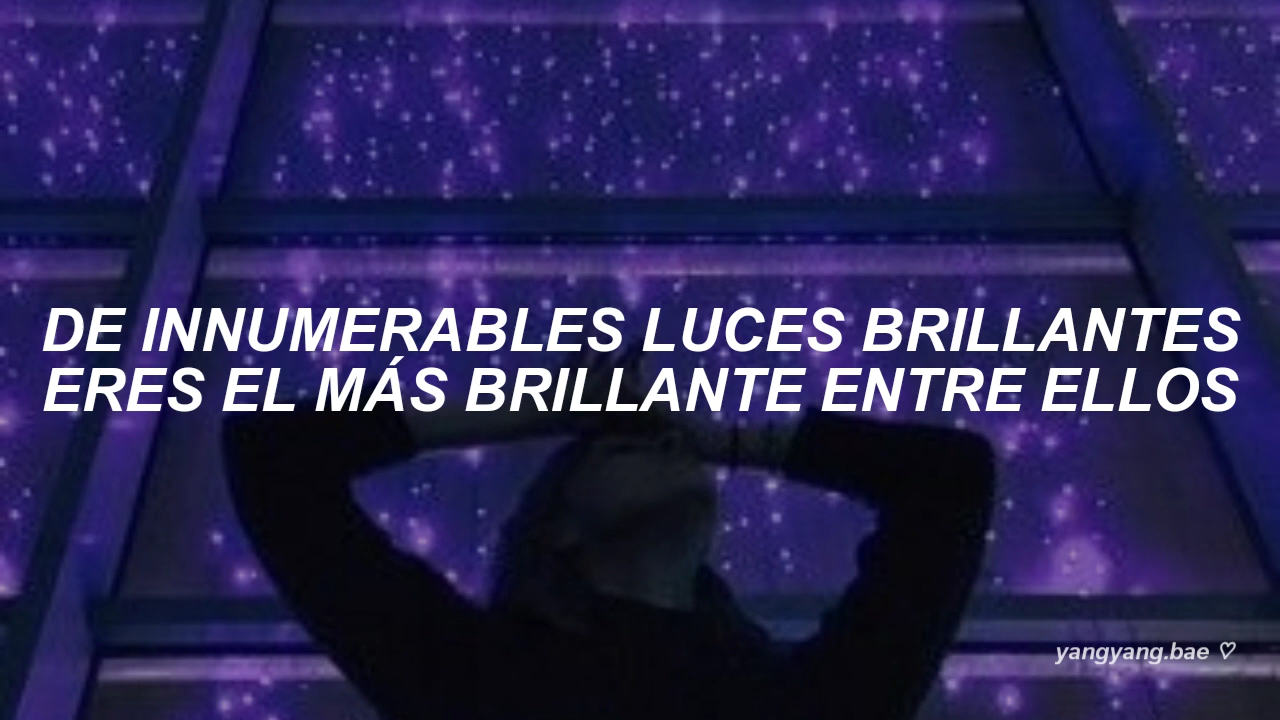 DE INNUMERABLES LUCES BRILLANTES
ERES EL MÁS BRILLANTE ENTRE ELLOS
yangyang.bae ♡